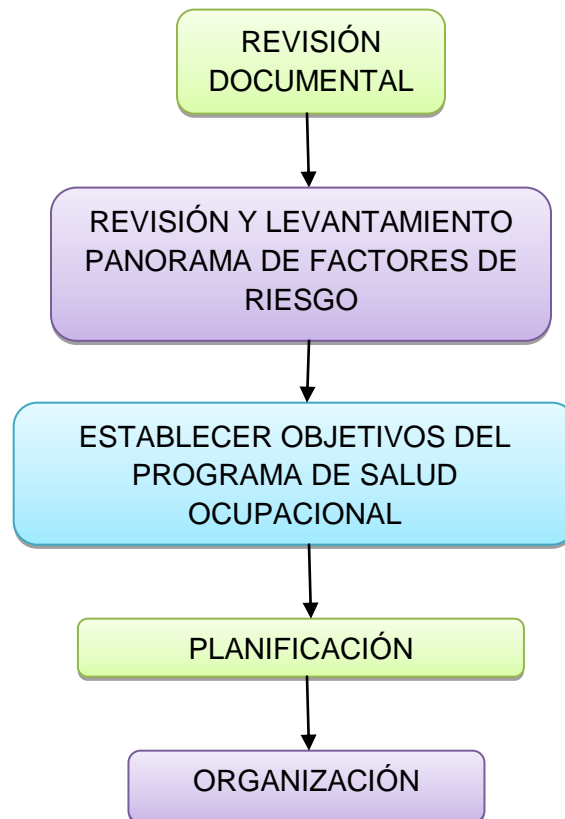 REVISIÓN
DOCUMENTAL
REVISIÓN Y LEVANTAMIENTO
PANORAMA DE FACTORES DE
RIESGO
ESTABLECER OBJETIVOS DEL
PROGRAMA DE SALUD
OCUPACIONAL
PLANIFICACIÓN
ORGANIZACIÓN